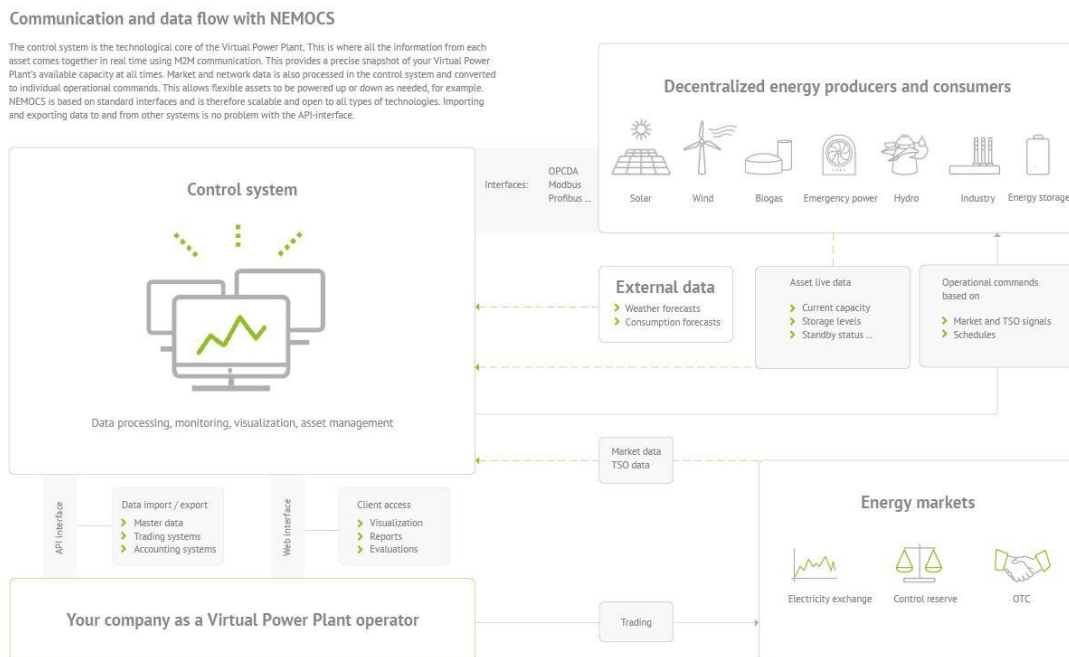 Communication and data flow with NEMOCS
The control system is the technological core of the Virtual Power Plant. This is where all the information from each
asset comes together in real time using M2M communication. This provides a precise snapshot of your Virtual Power
Plant's available capacity at all times. Market and network data is also processed in the control system and converted
to individual operational commands. This allows flexible assets to be powered up or down as needed, for example.
NEMOCS is based on standard interfaces and is therefore scalable and open to all types of technologies. Importing
and exporting data to and from other systems is no problem with the API-interface.
Control system
Data processing, monitoring, visualization, asset management
Interfaces:
OPCDA
Modbus
Profibus ...
Decentralized energy producers and consumers
Solar
Wind
Biogas
Emergency power
Hydro
Industry
Energy storage
External data
Weather forecasts
Consumption forecasts
Asset live data
Current capacity
Storage levels
Standby status ...
Operational commands
based on
Market and TSO signals
Schedules
Market data
TSO data
API interface
Data import / export
Master data
Trading systems
Accounting systems
Web interface
Client access
Visualization
Reports
Evaluations
Energy markets
Electricity exchange
Control reserve
OTC
Your company as a Virtual Power Plant operator
Trading